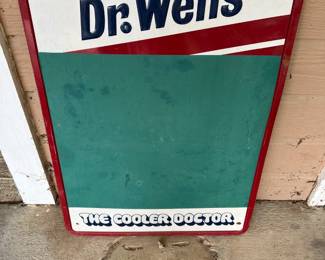 Dr. Wells
THE COOLER DOCTOR